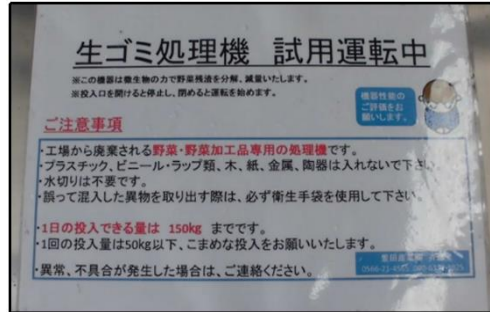 生ゴミ処理機 試用運転中
※この機器は微生物の力で野菜残渣を分解、減量いたします。
※投入口を開けると停止し、閉めると運転を始めます。
機器性能の
ご評価をお
願いします。
ご注意事項
・工場から廃棄される野菜・野菜加工品専用の処理機です。
・プラスチック、ビニール・ラップ類、木、紙、金属、陶器は入れないで下さい。
・水切りは不要です。
・誤って混入した異物を取り出す際は、必ず衛生手袋を使用して下さい。
・1日の投入できる量は 150kg までです。
・1回の投入量は50kg以下、こまめな投入をお願いいたします。
・異常、不具合が発生した場合は、ご連絡ください。